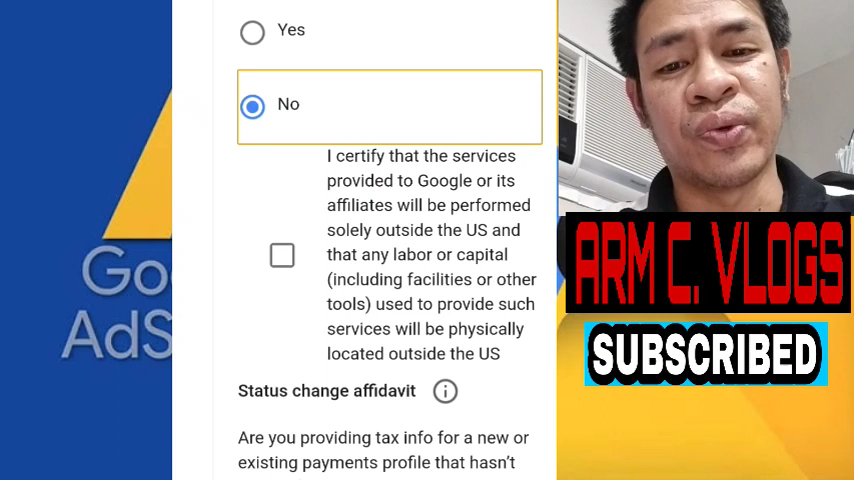 Yes
No
I certify that the services
provided to Google or its
affiliates will be performed
solely outside the US and
that any labor or capital
(including facilities or other
tools) used to provide such
services will be physically
located outside the US
Status change affidavit
Are you providing tax info for a new or
existing payments profile that hasn't
Go
AdS
ARM C. VLOGS
SUBSCRIBED